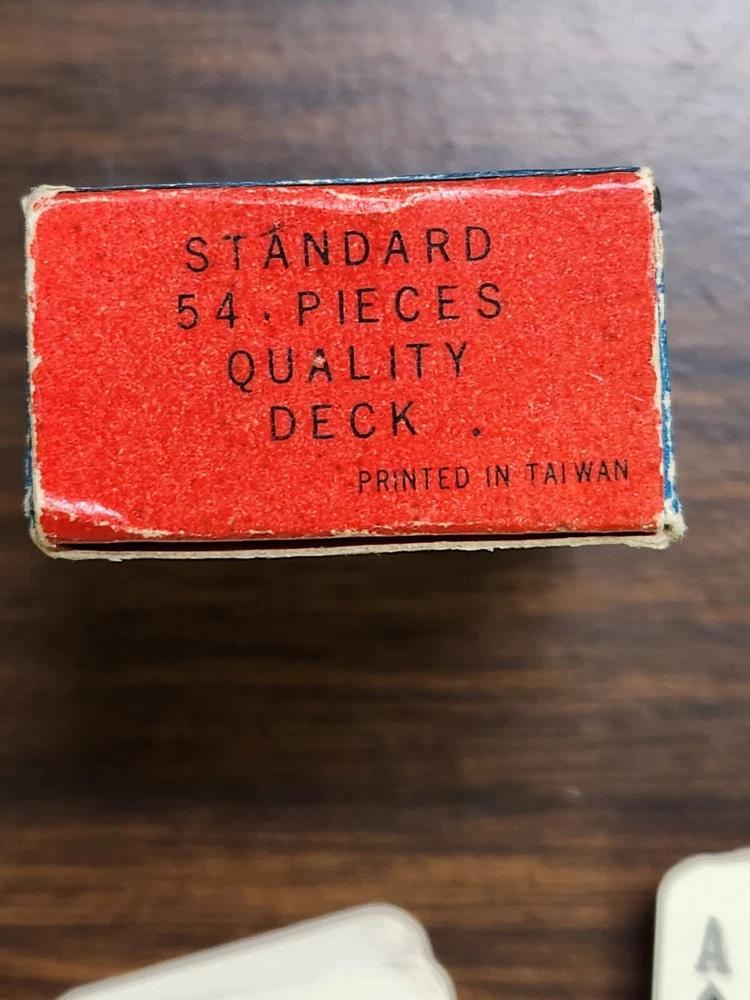 STANDARD
54. PIECES
QUALITY
DECK.
PRINTED IN TAIWAN
A